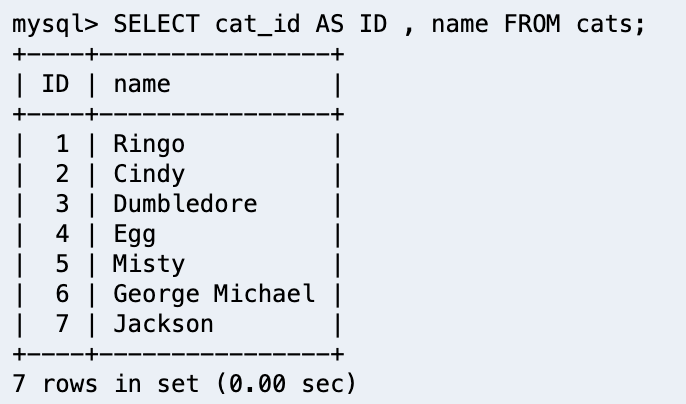 mysql> SELECT cat_id AS ID , name FROM cats;
+----+----------------+
| ID | name           |
+----+----------------+
|  1 | Ringo          |
|  2 | Cindy          |
|  3 | Dumbledore     |
|  4 | Egg            |
|  5 | Misty          |
|  6 | George Michael |
|  7 | Jackson        |
+----+----------------+
7 rows in set (0.00 sec)